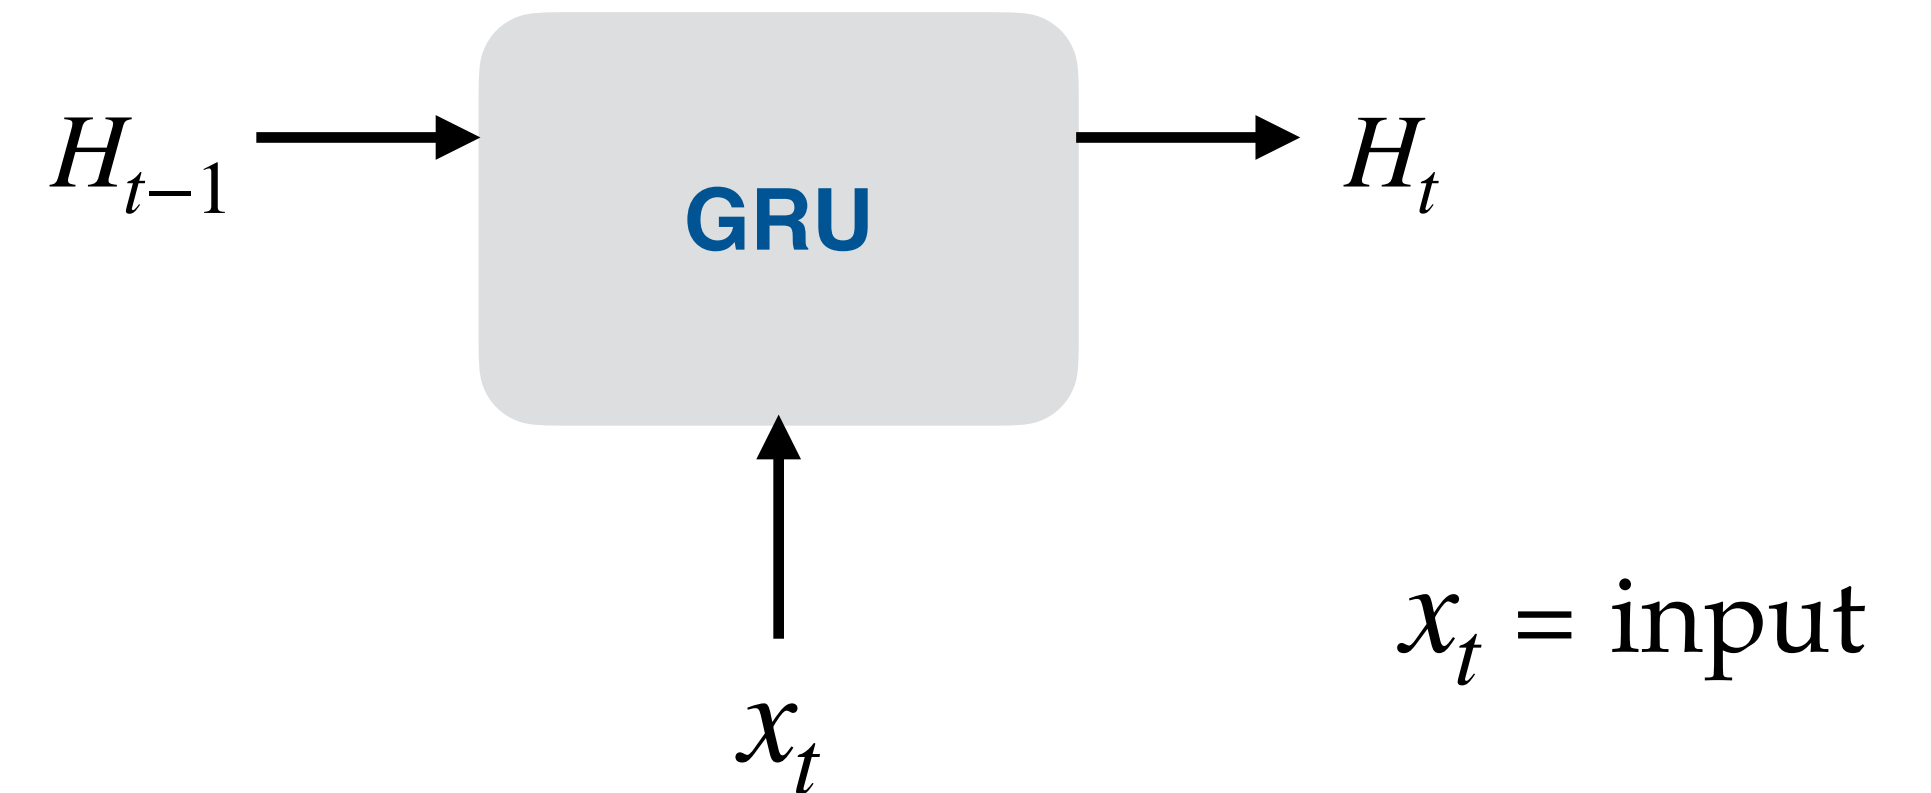 H_{t-1}
GRU
H_t
x_t = input
x_t